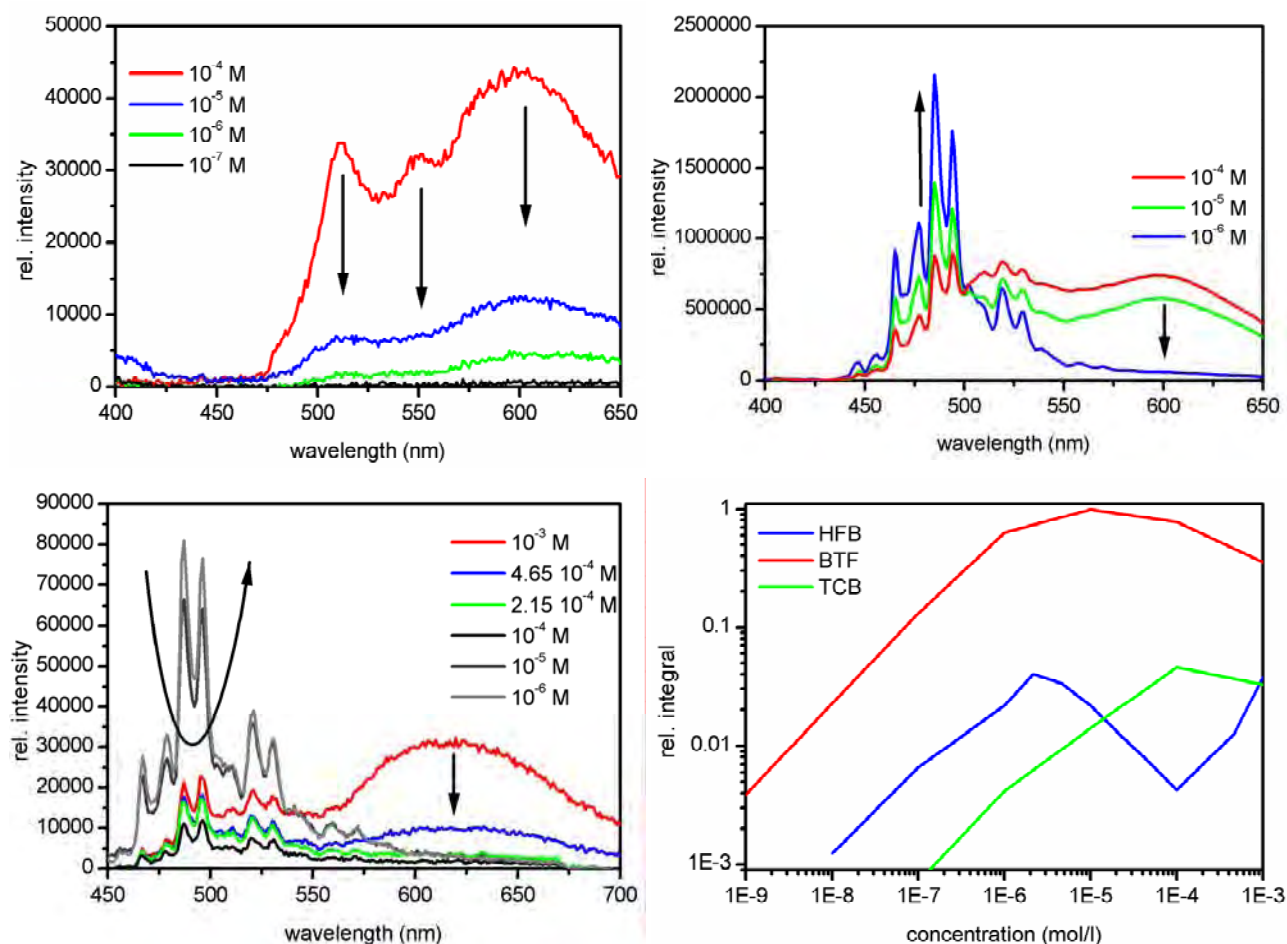 50000
40000
30000
20000
10000
0
rel. intensity
10⁻⁴ M
10⁻⁵ M
10⁻⁶ M
10⁻⁷ M
400 450 500 550 600 650
wavelength (nm)
2500000
2000000
1500000
1000000
500000
0
rel. intensity
10⁻⁴ M
10⁻⁵ M
10⁻⁶ M
400 450 500 550 600 650
wavelength (nm)
90000
80000
70000
60000
50000
40000
30000
20000
10000
0
rel. intensity
10⁻³ M
4.65 10⁻⁴ M
2.15 10⁻⁴ M
10⁻⁴ M
10⁻⁵ M
10⁻⁶ M
450 500 550 600 650 700
wavelength (nm)
1
0.1
0.01
1E-3
rel. integral
HFB
BTF
TCB
1E-9 1E-8 1E-7 1E-6 1E-5 1E-4 1E-3
concentration (mol/l)